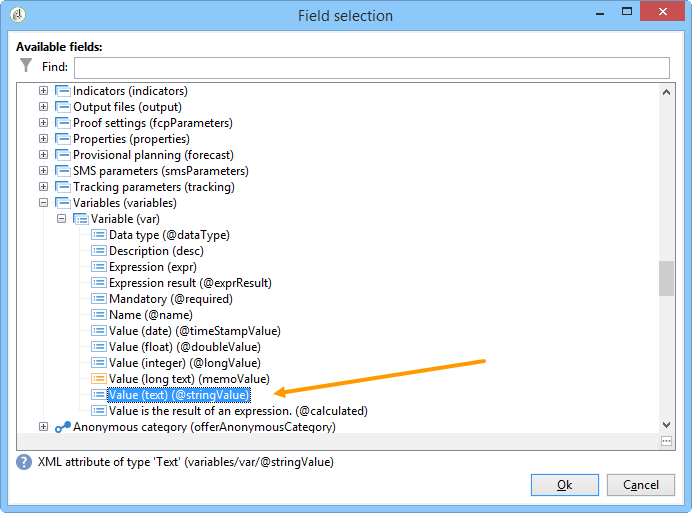 Field selection
Available fields:
Find:
Indicators (indicators)
Output files (output)
Proof settings (fcpParameters)
Properties (properties)
Provisional planning (forecast)
SMS parameters (smsParameters)
Tracking parameters (tracking)
Variables (variables)
Variable (var)
Data type (@dataType)
Description (desc)
Expression (expr)
Expression result (@exprResult)
Mandatory (@required)
Name (@name)
Value (date) (@timeStampValue)
Value (float) (@doubleValue)
Value (integer) (@longValue)
Value (long text) (memoValue)
Value (text) (@stringValue)
Value is the result of an expression. (@calculated)
Anonymous category (offerAnonymousCategory)
XML attribute of type 'Text' (variables/var/@stringValue)
Ok Cancel